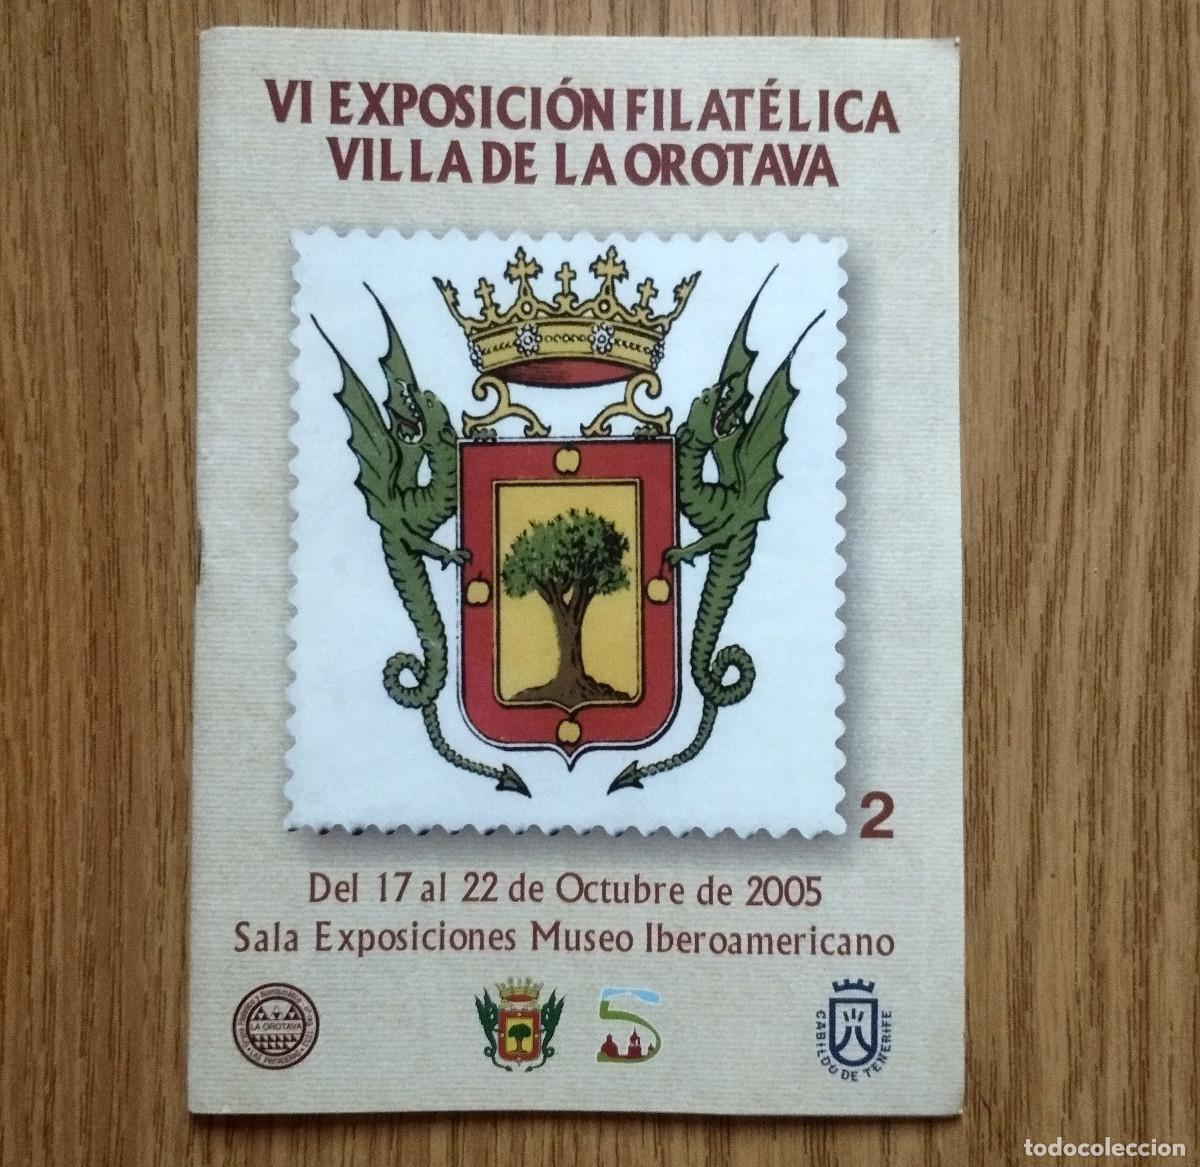 VI EXPOSICIÓN FILATÉLICA
VILLA DE LA OROTAVA
2
Del 17 al 22 de Octubre de 2005
Sala Exposiciones Museo Iberoamericano
LA OROTAVA
CABILDO DE TENERIFE
todocoleccion